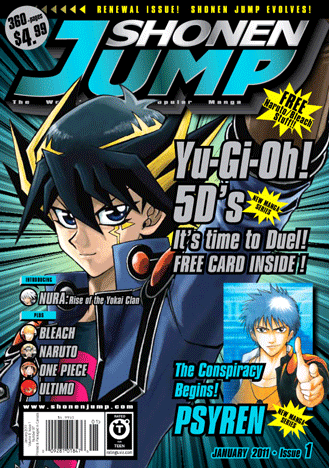 RENEWAL ISSUE! SHONEN JUMP EVOLVES!
360-pages
$4.99
SHONEN
JUMP
FREE
Naruto/Bleach
Stuff!
Yu-Gi-Oh!
5D's
NEW MANGA
SERIES
It's time to Duel!
FREE CARD INSIDE!
INTRODUCING
NURA: Rise of the Yokai Clan
PLUS
BLEACH
NARUTO
ONE PIECE
ULTIMO
The Conspiracy
Begins!
PSYREN
NEW MANGA
SERIES
www.shonenjump.com
RATED
T
TEEN
JANUARY 2011 • Issue 1